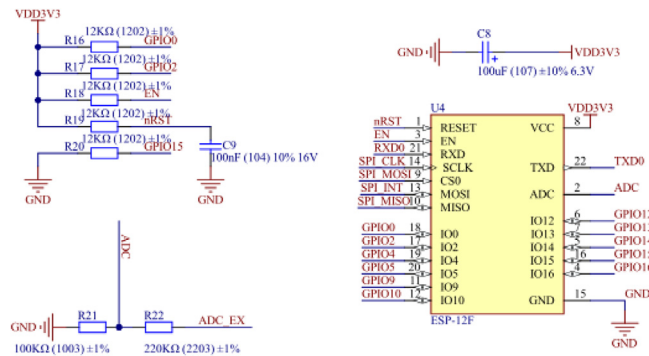 VDD3V3
12KΩ (1202) ±1%
R16 GPIO0
12KΩ (1202) ±1%
R17 GPIO2
12KΩ (1202) ±1%
R18 EN
12KΩ (1202) ±1%
R19 nRST
12KΩ (1202) ±1%
R20 GPIO15
C9
100nF (104) 10% 16V
GND
GND
C8
GND VDD3V3
100uF (107) ±10% 6.3V
U4
VDD3V3
nRST 1 RESET VCC 8
EN 3 EN
RXD0 21 RXD TXD 22 TXD0
SPI_CLK 14 SCLK
SPI_MOSI 9 CS0 ADC 2 ADC
SPI_INT 13 MOSI
SPI_MISO 10 MISO
IO12 6 GPIO12
GPIO0 18 IO0 IO13 7
GPIO2 17 IO2 IO14 5 GPIO14
GPIO4 19 IO4 IO15 16 GPIO15
GPIO5 20 IO5 IO16 4 GPIO16
GPIO9 11 IO9
GPIO10 12 IO10 GND 15 GND
ESP-12F
GND
ADC
R21 R22
GND ADC_EX
100KΩ (1003) ±1% 220KΩ (2203) ±1%